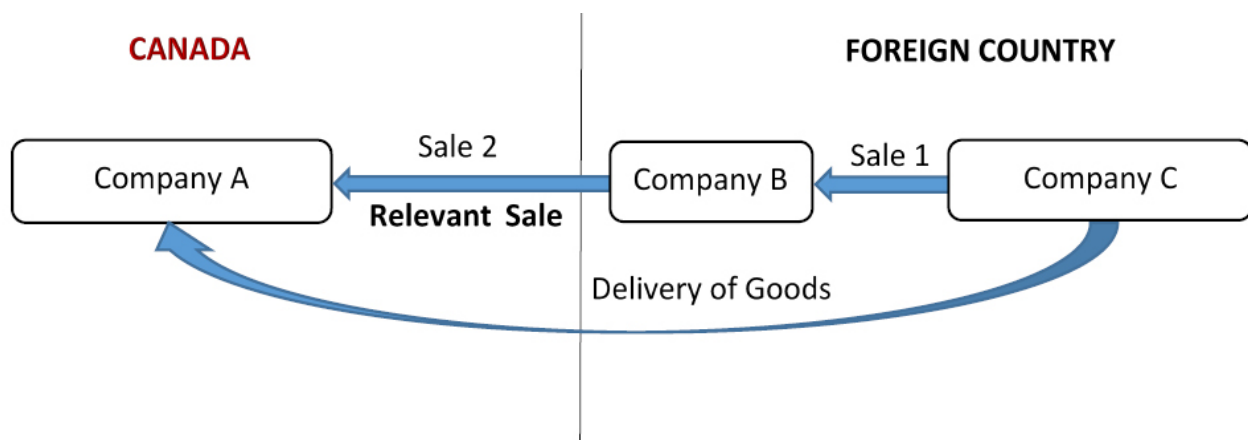 CANADA
FOREIGN COUNTRY
Sale 2
Sale 1
Company A
Company B
Company C
Relevant Sale
Delivery of Goods